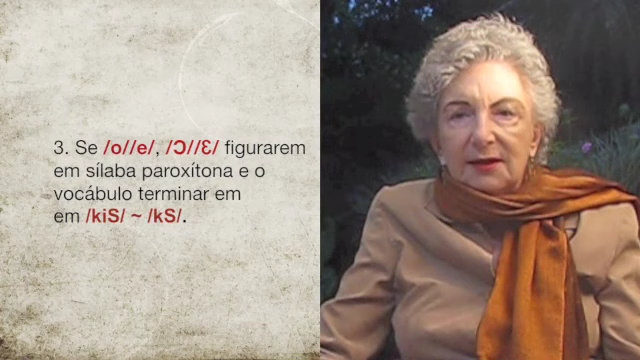 3. Se /o//e/, /Ɔ//Ɛ/ figurarem
em sílaba paroxítona e o
vocábulo terminar em
em /kiS/ ~ /kS/.